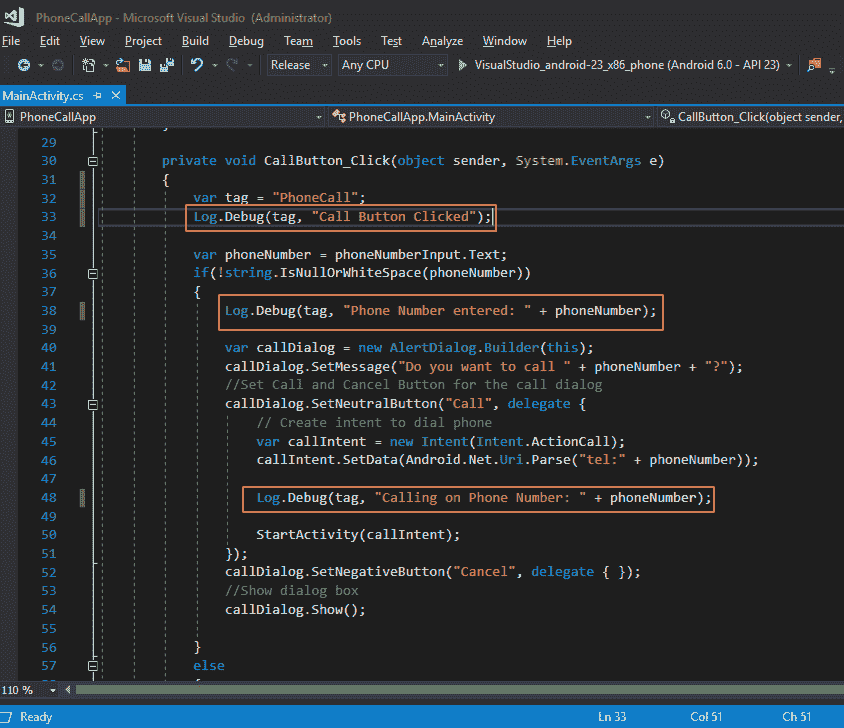 PhoneCallApp - Microsoft Visual Studio (Administrator)
File Edit View Project Build Debug Team Tools Test Analyze Window Help
Release Any CPU VisualStudio_android-23_x86_phone (Android 6.0 - API 23)
MainActivity.cs
PhoneCallApp PhoneCallApp.MainActivity CallButton_Click(object sender,
29
30 private void CallButton_Click(object sender, System.EventArgs e)
31 {
32 var tag = "PhoneCall";
33 Log.Debug(tag, "Call Button Clicked");
34
35 var phoneNumber = phoneNumberInput.Text;
36 if(!string.IsNullOrWhiteSpace(phoneNumber))
37 {
38 Log.Debug(tag, "Phone Number entered: " + phoneNumber);
39
40 var callDialog = new AlertDialog.Builder(this);
41 callDialog.SetMessage("Do you want to call " + phoneNumber + "?");
42 //Set Call and Cancel Button for the call dialog
43 callDialog.SetNeutralButton("Call", delegate {
44 // Create intent to dial phone
45 var callIntent = new Intent(Intent.ActionCall);
46 callIntent.SetData(Android.Net.Uri.Parse("tel:" + phoneNumber));
47
48 Log.Debug(tag, "Calling on Phone Number: " + phoneNumber);
49
50 StartActivity(callIntent);
51 });
52 callDialog.SetNegativeButton("Cancel", delegate { });
53 //Show dialog box
54 callDialog.Show();
55
56 }
57 else
110 %
Ready Ln 33 Col 51 Ch 51